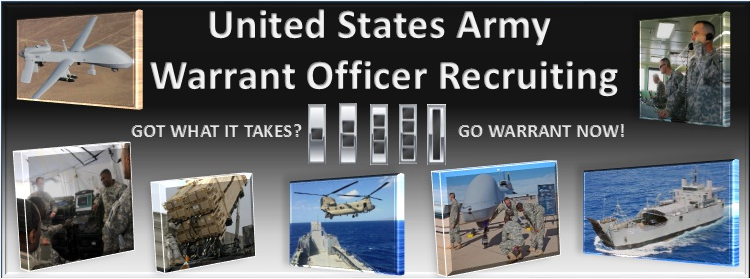 United States Army
Warrant Officer Recruiting
GOT WHAT IT TAKES? GO WARRANT NOW!